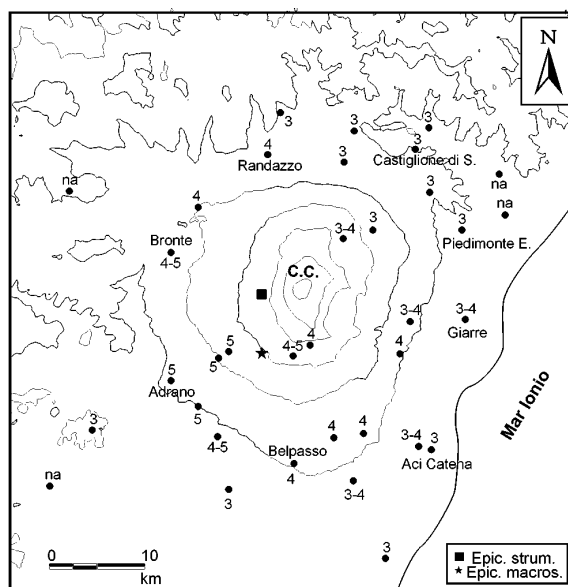 N
3
3
3
4
3
Randazzo
3
Castiglione di S.
na
na
4
3
na
3-4
3
3
Bronte
Piedimonte E.
4-5
C.C.
3-4
3-4
Giarre
4
4-5
4
5
5
5
Adrano
5
Mar Ionio
3
4-5
4
4
3-4
3
Belpasso
Aci Catena
4
na
3
3-4
3
0 10
km
Epic. strum.
Epic. macros.